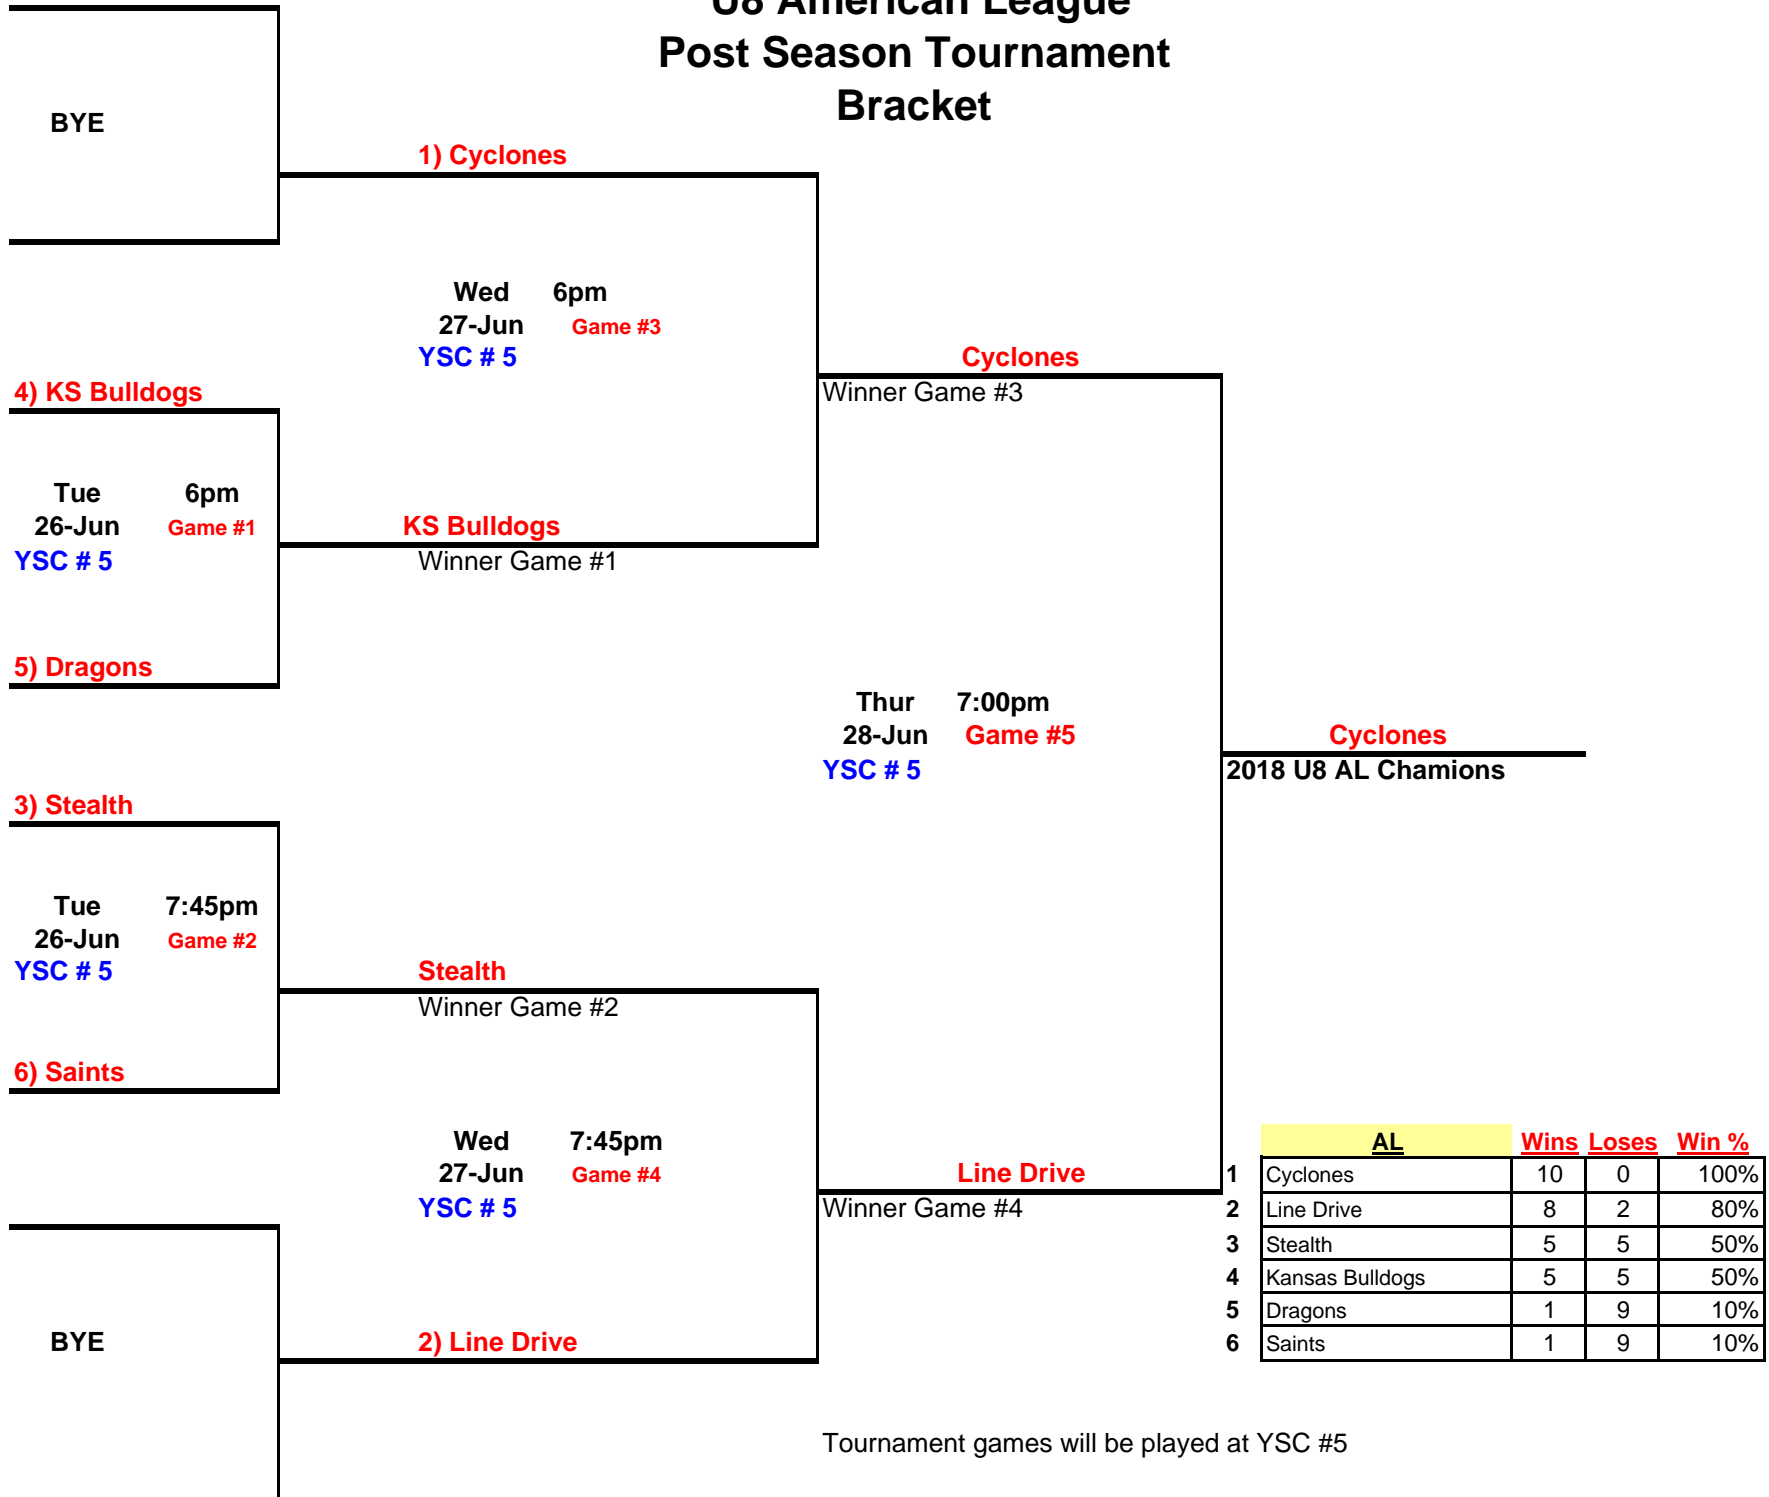 U8 American League
Post Season Tournament
Bracket
BYE
1) Cyclones
Wed 6pm
27-Jun Game #3
YSC # 5
Cyclones
Winner Game #3
4) KS Bulldogs
Tue 6pm
26-Jun Game #1
YSC # 5
KS Bulldogs
Winner Game #1
5) Dragons
Thur 7:00pm
28-Jun Game #5
YSC # 5
Cyclones
2018 U8 AL Chamions
3) Stealth
Tue 7:45pm
26-Jun Game #2
YSC # 5
Stealth
Winner Game #2
6) Saints
Wed 7:45pm
27-Jun Game #4
YSC # 5
Line Drive
Winner Game #4
BYE
2) Line Drive
AL Wins Loses Win %
1 Cyclones 10 0 100%
2 Line Drive 8 2 80%
3 Stealth 5 5 50%
4 Kansas Bulldogs 5 5 50%
5 Dragons 1 9 10%
6 Saints 1 9 10%
Tournament games will be played at YSC #5